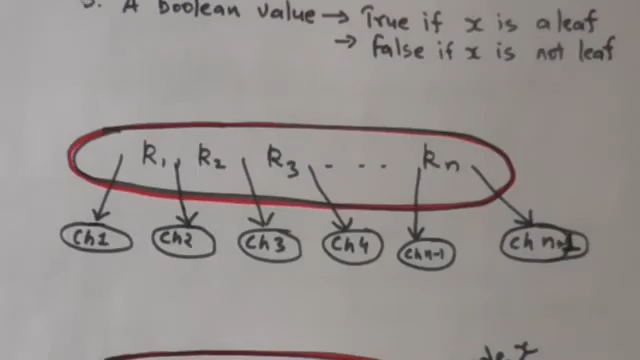 3. A boolean value → True if x is a leaf
→ False if x is not leaf
k₁, k₂ k₃ . . . kₙ
ch1 ch2 ch3 ch4 chn-1 ch n+1
x